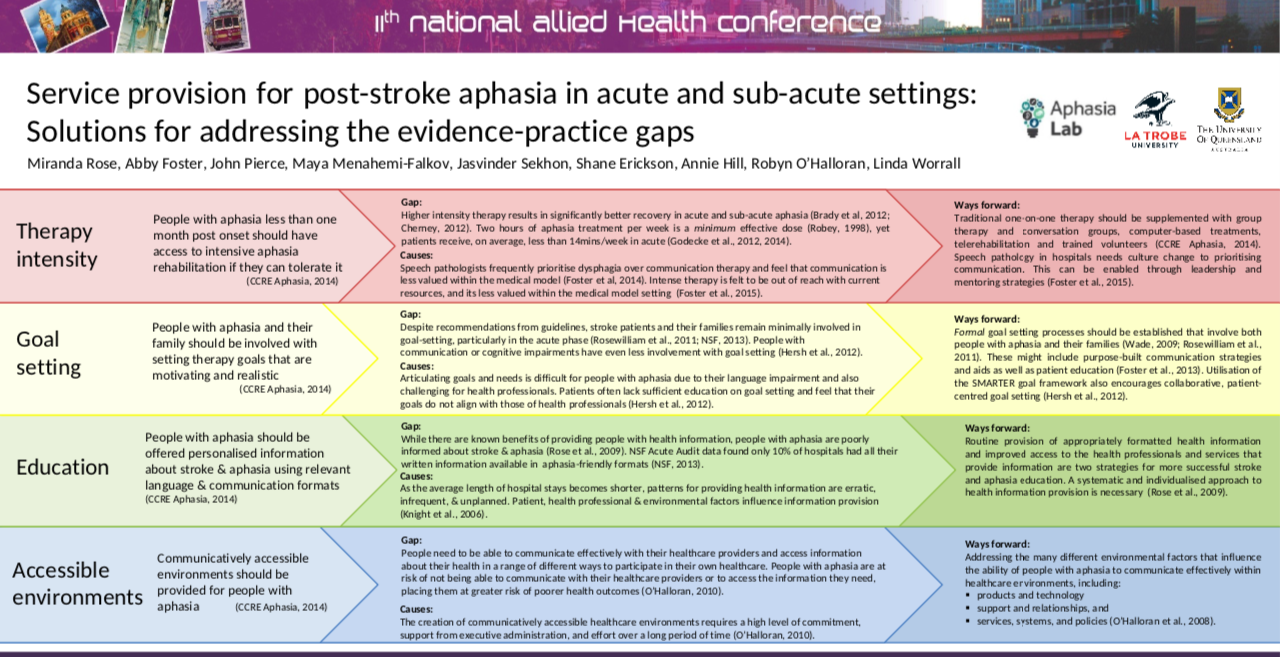 11th national allied Health conference
Service provision for post-stroke aphasia in acute and sub-acute settings:
Solutions for addressing the evidence-practice gaps
Miranda Rose, Abby Foster, John Pierce, Maya Menahemi-Falkov, Jasvinder Sekhon, Shane Erickson, Annie Hill, Robyn O'Halloran, Linda Worrall
Aphasia
Lab
LA TROBE
UNIVERSITY
THE UNIVERSITY
OF QUEENSLAND
AUSTRALIA
Therapy
intensity
People with aphasia less than one
month post onset should have
access to intensive aphasia
rehabilitation if they can tolerate it
(CCRE Aphasia, 2014)
Gap:
Higher intensity therapy results in significantly better recovery in acute and sub-acute aphasia (Brady et al, 2012;
Cherney, 2012). Two hours of aphasia treatment per week is a minimum effective dose (Robey, 1998), yet
patients receive, on average, less than 14mins/week in acute (Godecke et al., 2012, 2014).
Causes:
Speech pathologists frequently prioritise dysphagia over communication therapy and feel that communication is
less valued within the medical model (Foster et al, 2014). Intense therapy is felt to be out of reach with current
resources, and its less valued within the medical model setting (Foster et al., 2015).
Ways forward:
Traditional one-on-one therapy should be supplemented with group
therapy and conversation groups, computer-based treatments,
telerehabilitation and trained volunteers (CCRE Aphasia, 2014).
Speech pathology in hospitals needs culture change to prioritising
communication. This can be enabled through leadership and
mentoring strategies (Foster et al., 2015).
Goal
setting
People with aphasia and their
family should be involved with
setting therapy goals that are
motivating and realistic
(CCRE Aphasia, 2014)
Gap:
Despite recommendations from guidelines, stroke patients and their families remain minimally involved in
goal-setting, particularly in the acute phase (Rosewilliam et al., 2011; NSF, 2013). People with
communication or cognitive impairments have even less involvement with goal setting (Hersh et al., 2012).
Causes:
Articulating goals and needs is difficult for people with aphasia due to their language impairment and also
challenging for health professionals. Patients often lack sufficient education on goal setting and feel that their
goals do not align with those of health professionals (Hersh et al., 2012).
Ways forward:
Formal goal setting processes should be established that involve both
people with aphasia and their families (Wade, 2009; Rosewilliam et al.,
2011). These might include purpose-built communication strategies
and aids as well as patient education (Foster et al., 2013). Utilisation of
the SMARTER goal framework also encourages collaborative, patient-
centred goal setting (Hersh et al., 2012).
Education
People with aphasia should be
offered personalised information
about stroke & aphasia using relevant
language & communication formats
(CCRE Aphasia, 2014)
Gap:
While there are known benefits of providing people with health information, people with aphasia are poorly
informed about stroke & aphasia (Rose et al., 2009). NSF Acute Audit data found only 10% of hospitals had all their
written information available in aphasia-friendly formats (NSF, 2013).
Causes:
As the average length of hospital stays becomes shorter, patterns for providing health information are erratic,
infrequent, & unplanned. Patient, health professional & environmental factors influence information provision
(Knight et al., 2006).
Ways forward:
Routine provision of appropriately formatted health information
and improved access to the health professionals and services that
provide information are two strategies for more successful stroke
and aphasia education. A systematic and individualised approach to
health information provision is necessary (Rose et al., 2009).
Accessible
environments
Communicatively accessible
environments should be
provided for people with
aphasia (CCRE Aphasia, 2014)
Gap:
People need to be able to communicate effectively with their healthcare providers and access information
about their health in a range of different ways to participate in their own healthcare. People with aphasia are at
risk of not being able to communicate with their healthcare providers or to access the information they need,
placing them at greater risk of poorer health outcomes (O'Halloran, 2010).
Causes:
The creation of communicatively accessible healthcare environments requires a high level of commitment,
support from executive administration, and effort over a long period of time (O'Halloran, 2010).
Ways forward:
Addressing the many different environmental factors that influence
the ability of people with aphasia to communicate effectively within
healthcare environments, including:
• products and technology
• support and relationships, and
• services, systems, and policies (O'Halloran et al., 2008).